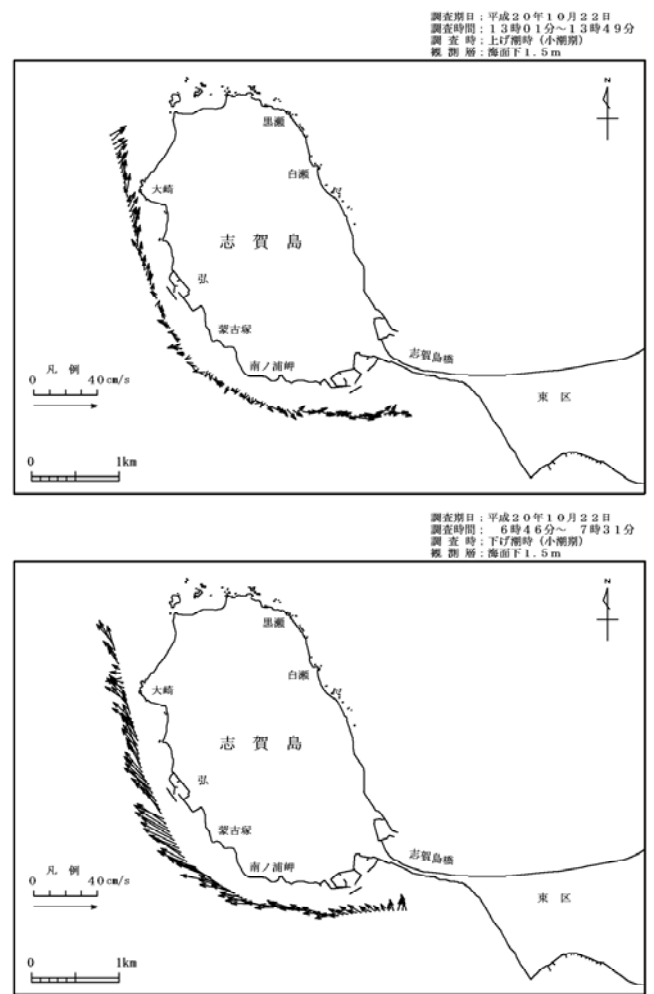 調査期日：平成20年10月22日
調査時間：13時01分～13時49分
調 査 時：上げ潮時（小潮期）
観 測 層：海面下1.5m
N
黒瀬
白瀬
大崎
志 賀 島
弘
蒙古塚
南ノ浦岬
志賀島橋
東 区
凡 例
0 40cm/s
0 1km
調査期日：平成20年10月22日
調査時間： 6時46分～ 7時31分
調 査 時：下げ潮時（小潮期）
観 測 層：海面下1.5m
N
黒瀬
白瀬
大崎
志 賀 島
弘
蒙古塚
南ノ浦岬
志賀島橋
東 区
凡 例
0 40cm/s
0 1km